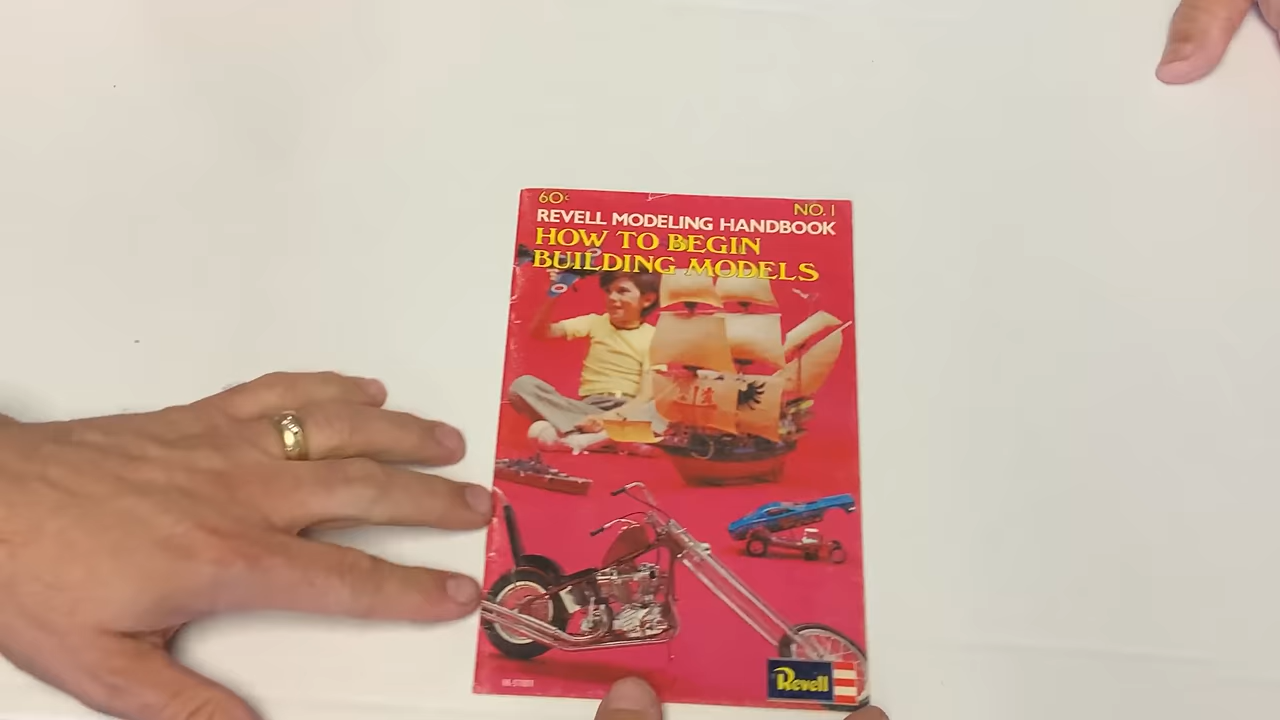 60¢
NO. 1
REVELL MODELING HANDBOOK
HOW TO BEGIN
BUILDING MODELS
Revell